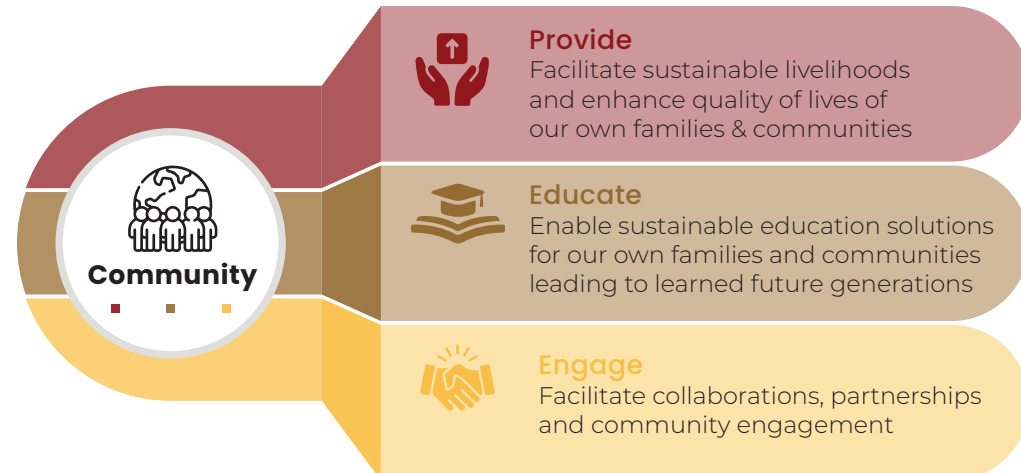 Community
Provide
Facilitate sustainable livelihoods
and enhance quality of lives of
our own families & communities
Educate
Enable sustainable education solutions
for our own families and communities
leading to learned future generations
Engage
Facilitate collaborations, partnerships
and community engagement